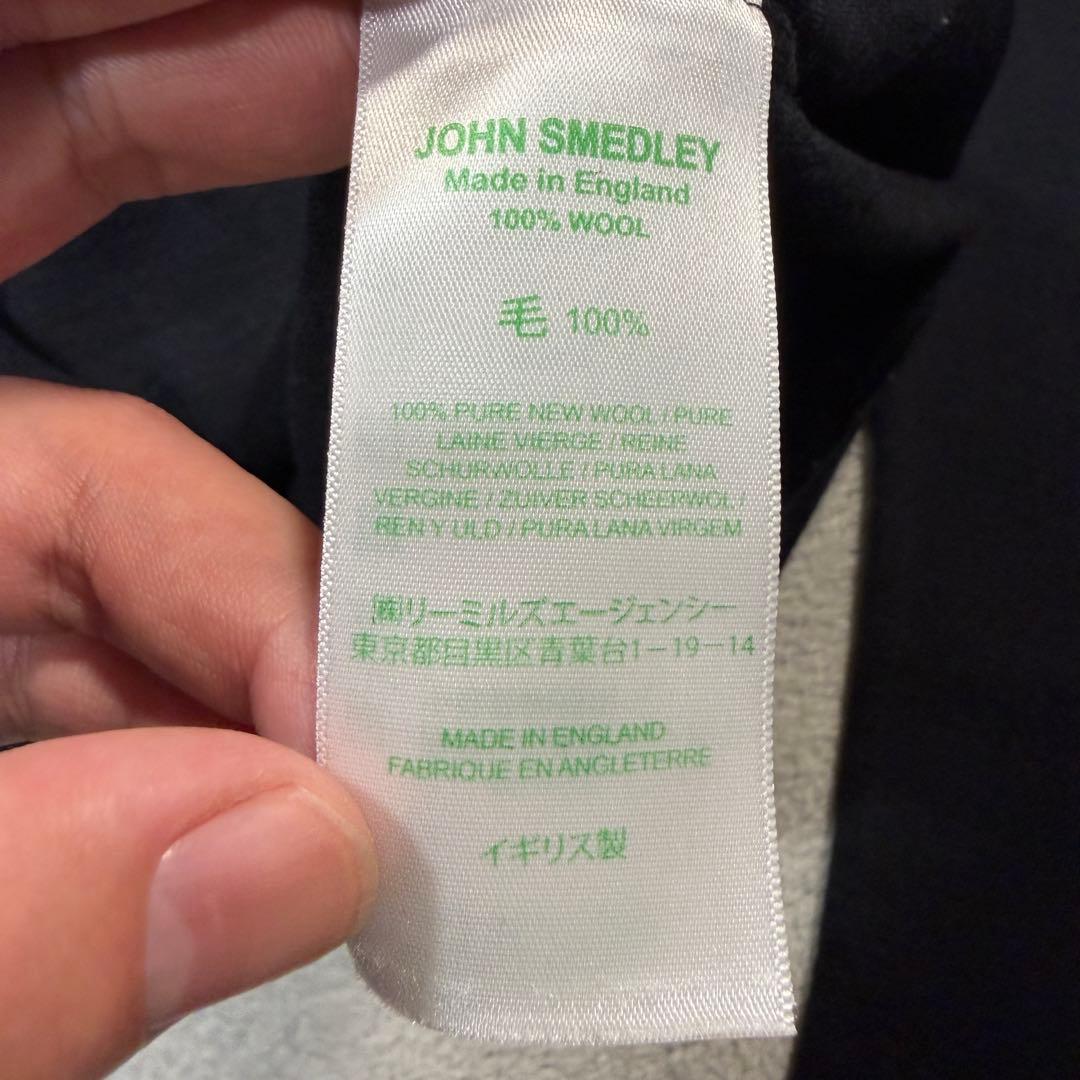 JOHN SMEDLEY
Made in England
100% WOOL
毛 100%
100% PURE NEW WOOL / PURE
LAINE VIERGE / REINE
SCHURWOLLE / PURA LANA
VERGINE / ZUIVER SCHEERWOL /
REN Y ULD / PURA LANA VIRGEM
㈱リーミルズエージェンシー
東京都目黒区青葉台1-19-14
MADE IN ENGLAND
FABRIQUE EN ANGLETERRE
イギリス製